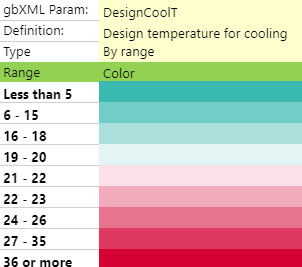 gbXML Param: DesignCoolT
Definition: Design temperature for cooling
Type By range
Range Color
Less than 5
6 - 15
16 - 18
19 - 20
21 - 22
22 - 23
24 - 26
27 - 35
36 or more